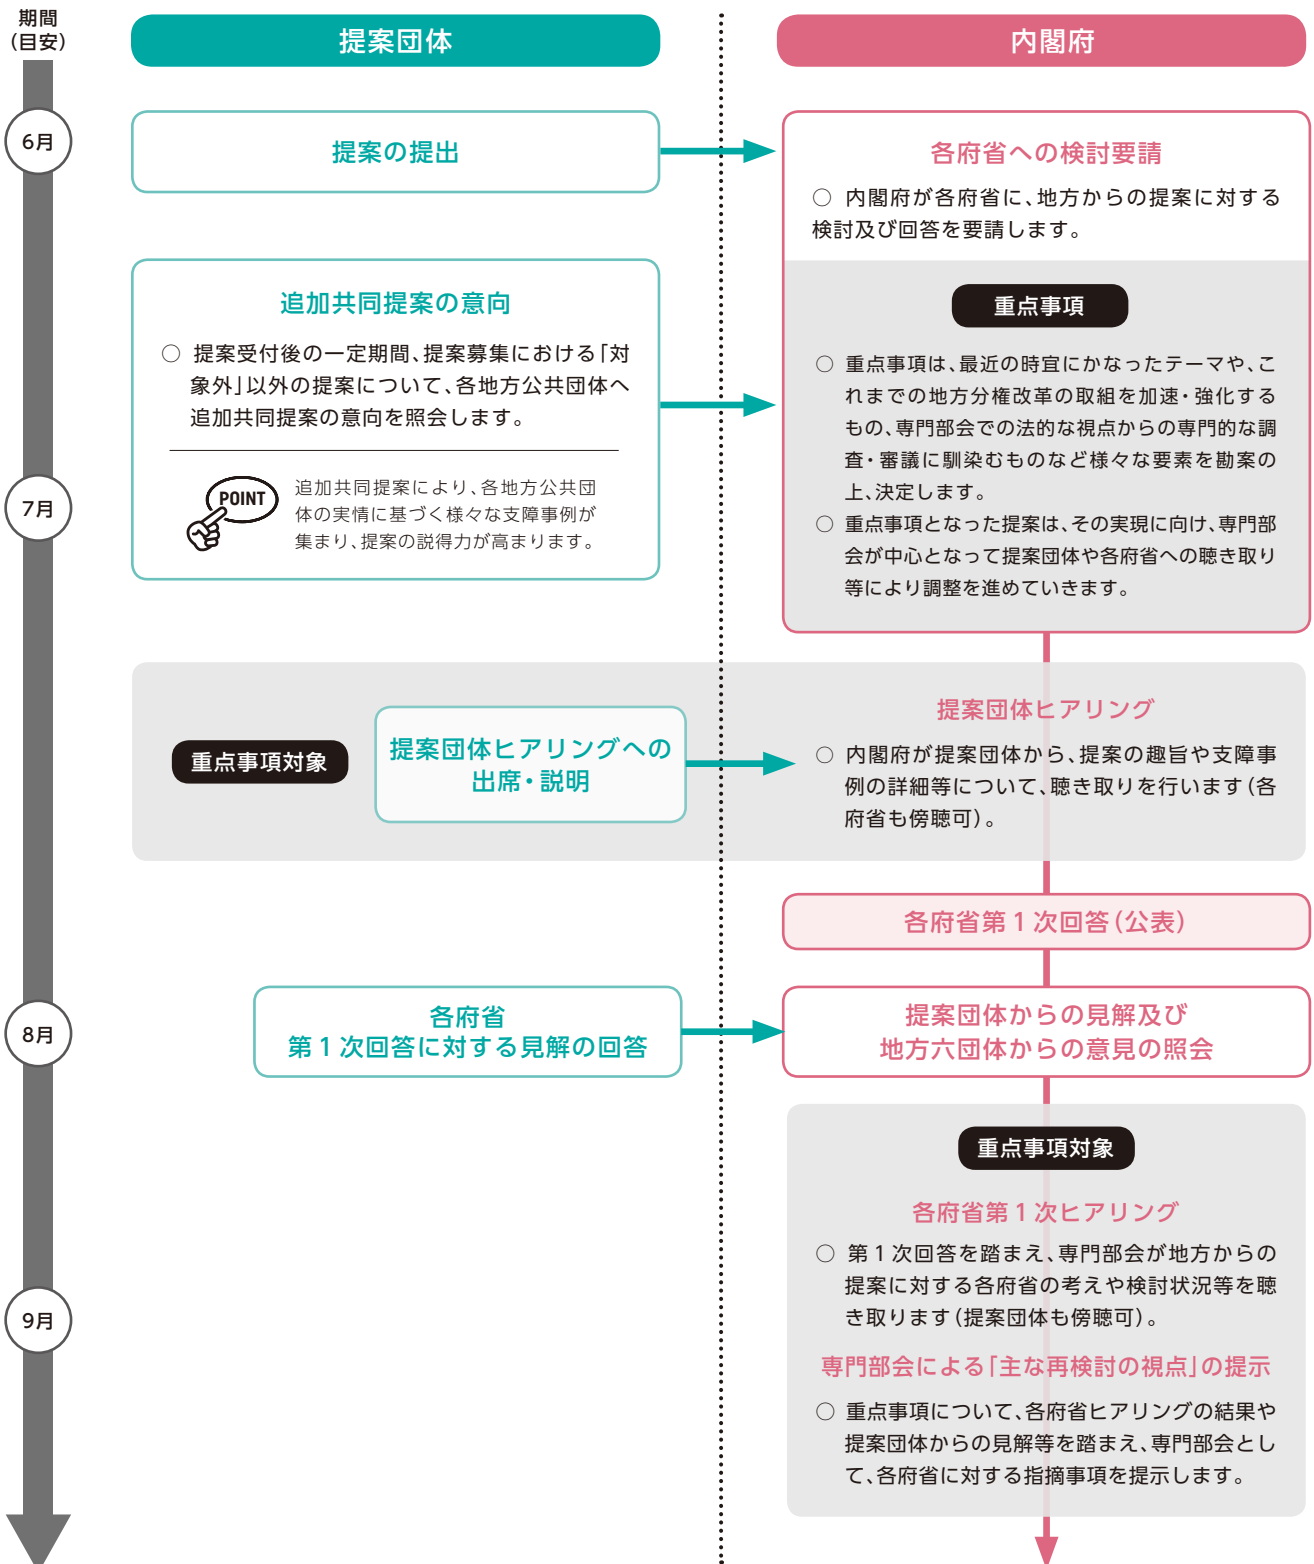 期間
（目安）
提案団体
内閣府
6月
提案の提出
各府省への検討要請
○ 内閣府が各府省に、地方からの提案に対する
検討及び回答を要請します。
追加共同提案の意向
○ 提案受付後の一定期間、提案募集における「対
象外」以外の提案について、各地方公共団体へ
追加共同提案の意向を照会します。
POINT
追加共同提案により、各地方公共団
体の実情に基づく様々な支障事例が
集まり、提案の説得力が高まります。
重点事項
○ 重点事項は、最近の時宜にかなったテーマや、こ
れまでの地方分権改革の取組を加速・強化する
もの、専門部会での法的な視点からの専門的な調
査・審議に馴染むものなど様々な要素を勘案の
上、決定します。
○ 重点事項となった提案は、その実現に向け、専門部
会が中心となって提案団体や各府省への聴き取り
等により調整を進めていきます。
7月
重点事項対象
提案団体ヒアリングへの
出席・説明
提案団体ヒアリング
○ 内閣府が提案団体から、提案の趣旨や支障事
例の詳細等について、聴き取りを行います（各
府省も傍聴可）。
各府省第１次回答（公表）
8月
各府省
第１次回答に対する見解の回答
提案団体からの見解及び
地方六団体からの意見の照会
重点事項対象
各府省第１次ヒアリング
○ 第１次回答を踏まえ、専門部会が地方からの
提案に対する各府省の考えや検討状況等を聴
き取ります（提案団体も傍聴可）。
9月
専門部会による「主な再検討の視点」の提示
○ 重点事項について、各府省ヒアリングの結果や
提案団体からの見解等を踏まえ、専門部会とし
て、各府省に対する指摘事項を提示します。